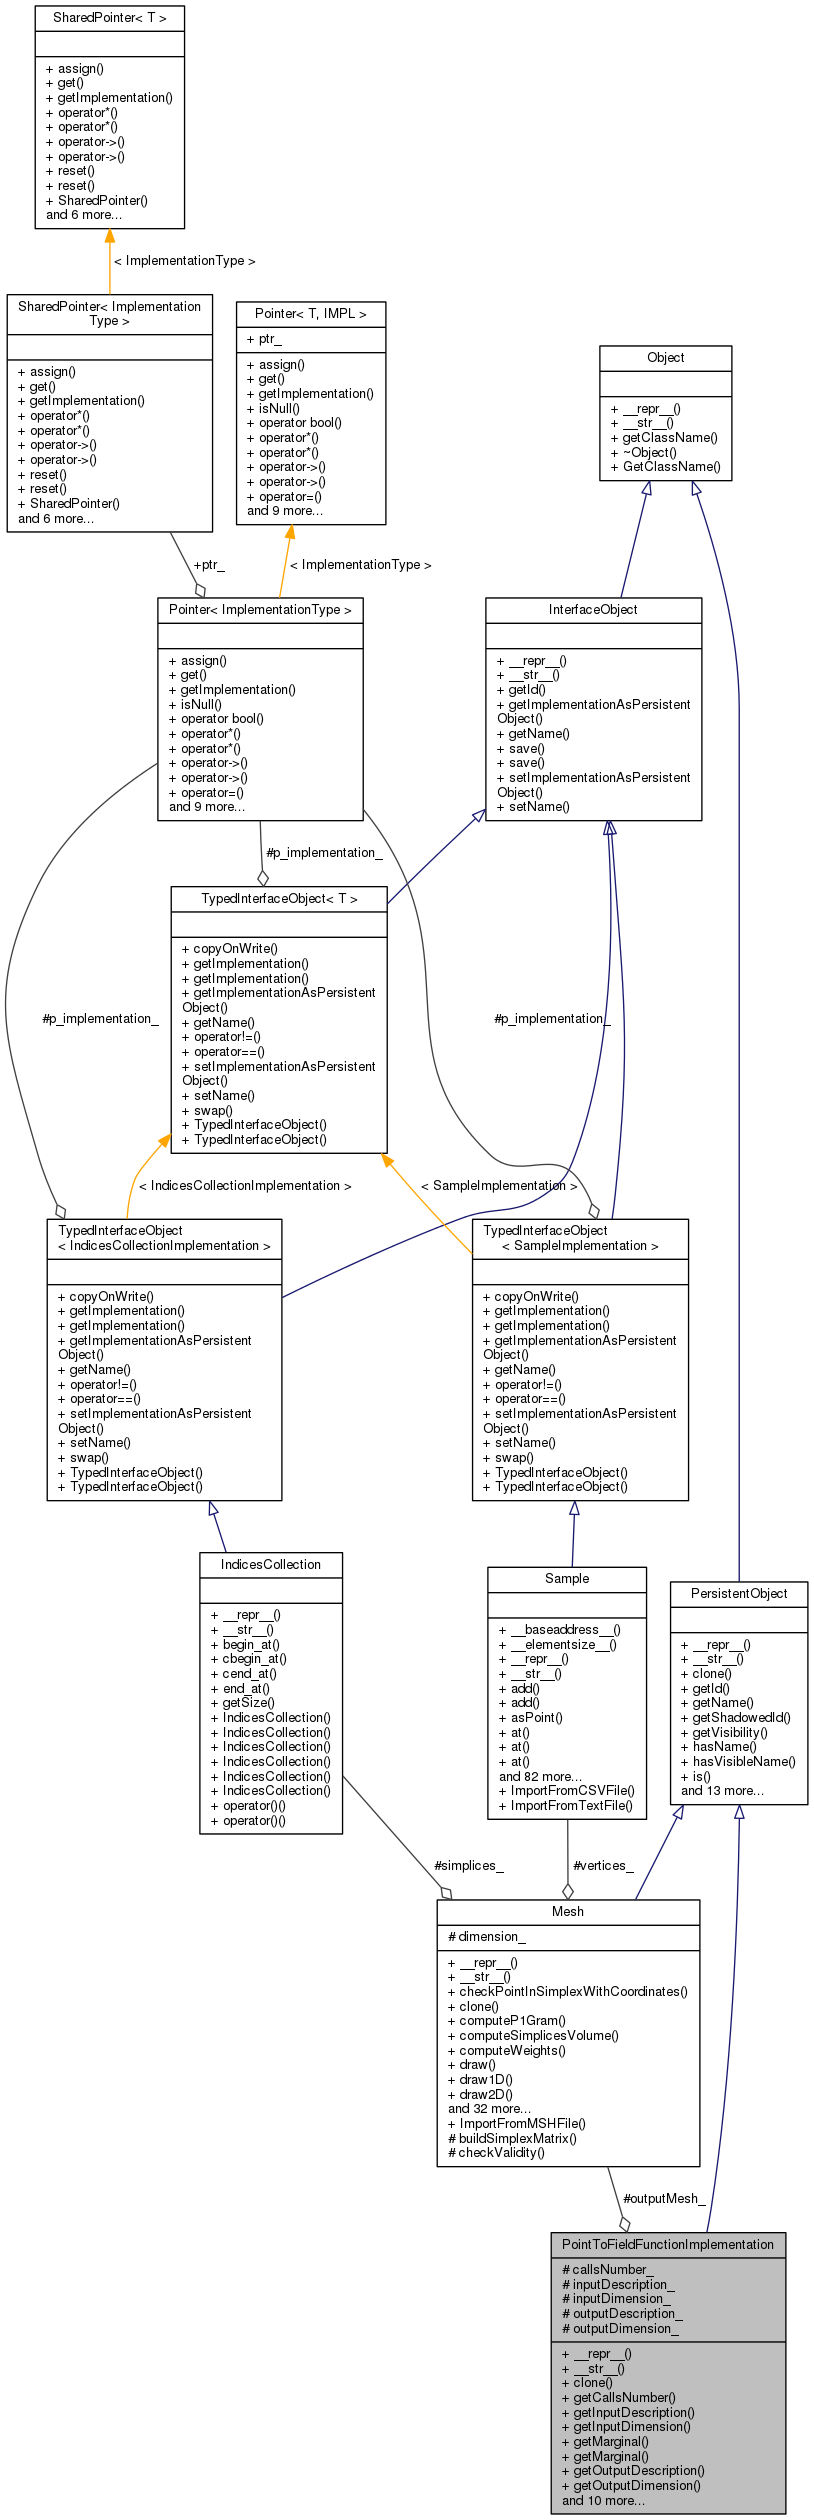 SharedPointer< T >
+ assign()
+ get()
+ getImplementation()
+ operator*()
+ operator*()
+ operator->()
+ operator->()
+ reset()
+ reset()
+ SharedPointer()
and 6 more...
< ImplementationType >
SharedPointer< Implementation
Type >
+ assign()
+ get()
+ getImplementation()
+ operator*()
+ operator*()
+ operator->()
+ operator->()
+ reset()
+ reset()
+ SharedPointer()
and 6 more...
Pointer< T, IMPL >
+ ptr_
+ assign()
+ get()
+ getImplementation()
+ isNull()
+ operator bool()
+ operator*()
+ operator*()
+ operator->()
+ operator->()
+ operator=()
and 9 more...
Object
+ __repr__()
+ __str__()
+ getClassName()
+ ~Object()
+ GetClassName()
+ptr_
< ImplementationType >
Pointer< ImplementationType >
+ assign()
+ get()
+ getImplementation()
+ isNull()
+ operator bool()
+ operator*()
+ operator*()
+ operator->()
+ operator->()
+ operator=()
and 9 more...
InterfaceObject
+ __repr__()
+ __str__()
+ getId()
+ getImplementationAsPersistent
Object()
+ getName()
+ save()
+ save()
+ setImplementationAsPersistent
Object()
+ setName()
#p_implementation_
TypedInterfaceObject< T >
+ copyOnWrite()
+ getImplementation()
+ getImplementation()
+ getImplementationAsPersistent
Object()
+ getName()
+ operator!=()
+ operator==()
+ setImplementationAsPersistent
Object()
+ setName()
+ swap()
+ TypedInterfaceObject()
+ TypedInterfaceObject()
#p_implementation_
#p_implementation_
< IndicesCollectionImplementation >
< SampleImplementation >
TypedInterfaceObject
< IndicesCollectionImplementation >
+ copyOnWrite()
+ getImplementation()
+ getImplementation()
+ getImplementationAsPersistent
Object()
+ getName()
+ operator!=()
+ operator==()
+ setImplementationAsPersistent
Object()
+ setName()
+ swap()
+ TypedInterfaceObject()
+ TypedInterfaceObject()
TypedInterfaceObject
< SampleImplementation >
+ copyOnWrite()
+ getImplementation()
+ getImplementation()
+ getImplementationAsPersistent
Object()
+ getName()
+ operator!=()
+ operator==()
+ setImplementationAsPersistent
Object()
+ setName()
+ swap()
+ TypedInterfaceObject()
+ TypedInterfaceObject()
IndicesCollection
+ __repr__()
+ __str__()
+ begin_at()
+ cbegin_at()
+ cend_at()
+ end_at()
+ getSize()
+ IndicesCollection()
+ IndicesCollection()
+ IndicesCollection()
+ IndicesCollection()
+ IndicesCollection()
+ IndicesCollection()
+ operator()()
+ operator()()
Sample
+ __baseaddress__()
+ __elementsize__()
+ __repr__()
+ __str__()
+ add()
+ add()
+ asPoint()
+ at()
+ at()
+ at()
and 82 more...
+ ImportFromCSVFile()
+ ImportFromTextFile()
PersistentObject
+ __repr__()
+ __str__()
+ clone()
+ getId()
+ getName()
+ getShadowedId()
+ getVisibility()
+ hasName()
+ hasVisibleName()
+ is()
and 13 more...
#simplices_
#vertices_
Mesh
# dimension_
+ __repr__()
+ __str__()
+ checkPointInSimplexWithCoordinates()
+ clone()
+ computeP1Gram()
+ computeSimplicesVolume()
+ computeWeights()
+ draw()
+ draw1D()
+ draw2D()
and 32 more...
+ ImportFromMSHFile()
# buildSimplexMatrix()
# checkValidity()
#outputMesh_
PointToFieldFunctionImplementation
# callsNumber_
# inputDescription_
# inputDimension_
# outputDescription_
# outputDimension_
+ __repr__()
+ __str__()
+ clone()
+ getCallsNumber()
+ getInputDescription()
+ getInputDimension()
+ getMarginal()
+ getMarginal()
+ getOutputDescription()
+ getOutputDimension()
and 10 more...